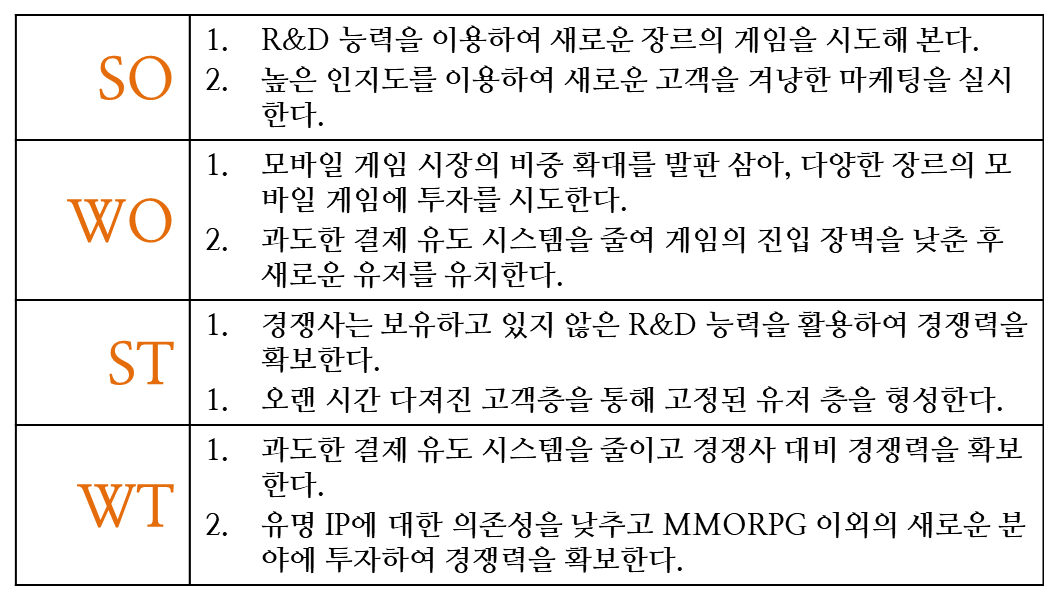 SO
1. R&D 능력을 이용하여 새로운 장르의 게임을 시도해 본다.
2. 높은 인지도를 이용하여 새로운 고객을 겨냥한 마케팅을 실시
한다.
WO
1. 모바일 게임 시장의 비중 확대를 발판 삼아, 다양한 장르의 모
바일 게임에 투자를 시도한다.
2. 과도한 결제 유도 시스템을 줄여 게임의 진입 장벽을 낮춘 후
새로운 유저를 유치한다.
ST
1. 경쟁사는 보유하고 있지 않은 R&D 능력을 활용하여 경쟁력을
확보한다.
1. 오랜 시간 다져진 고객층을 통해 고정된 유저 층을 형성한다.
WT
1. 과도한 결제 유도 시스템을 줄이고 경쟁사 대비 경쟁력을 확보
한다.
2. 유명 IP에 대한 의존성을 낮추고 MMORPG 이외의 새로운 분
야에 투자하여 경쟁력을 확보한다.